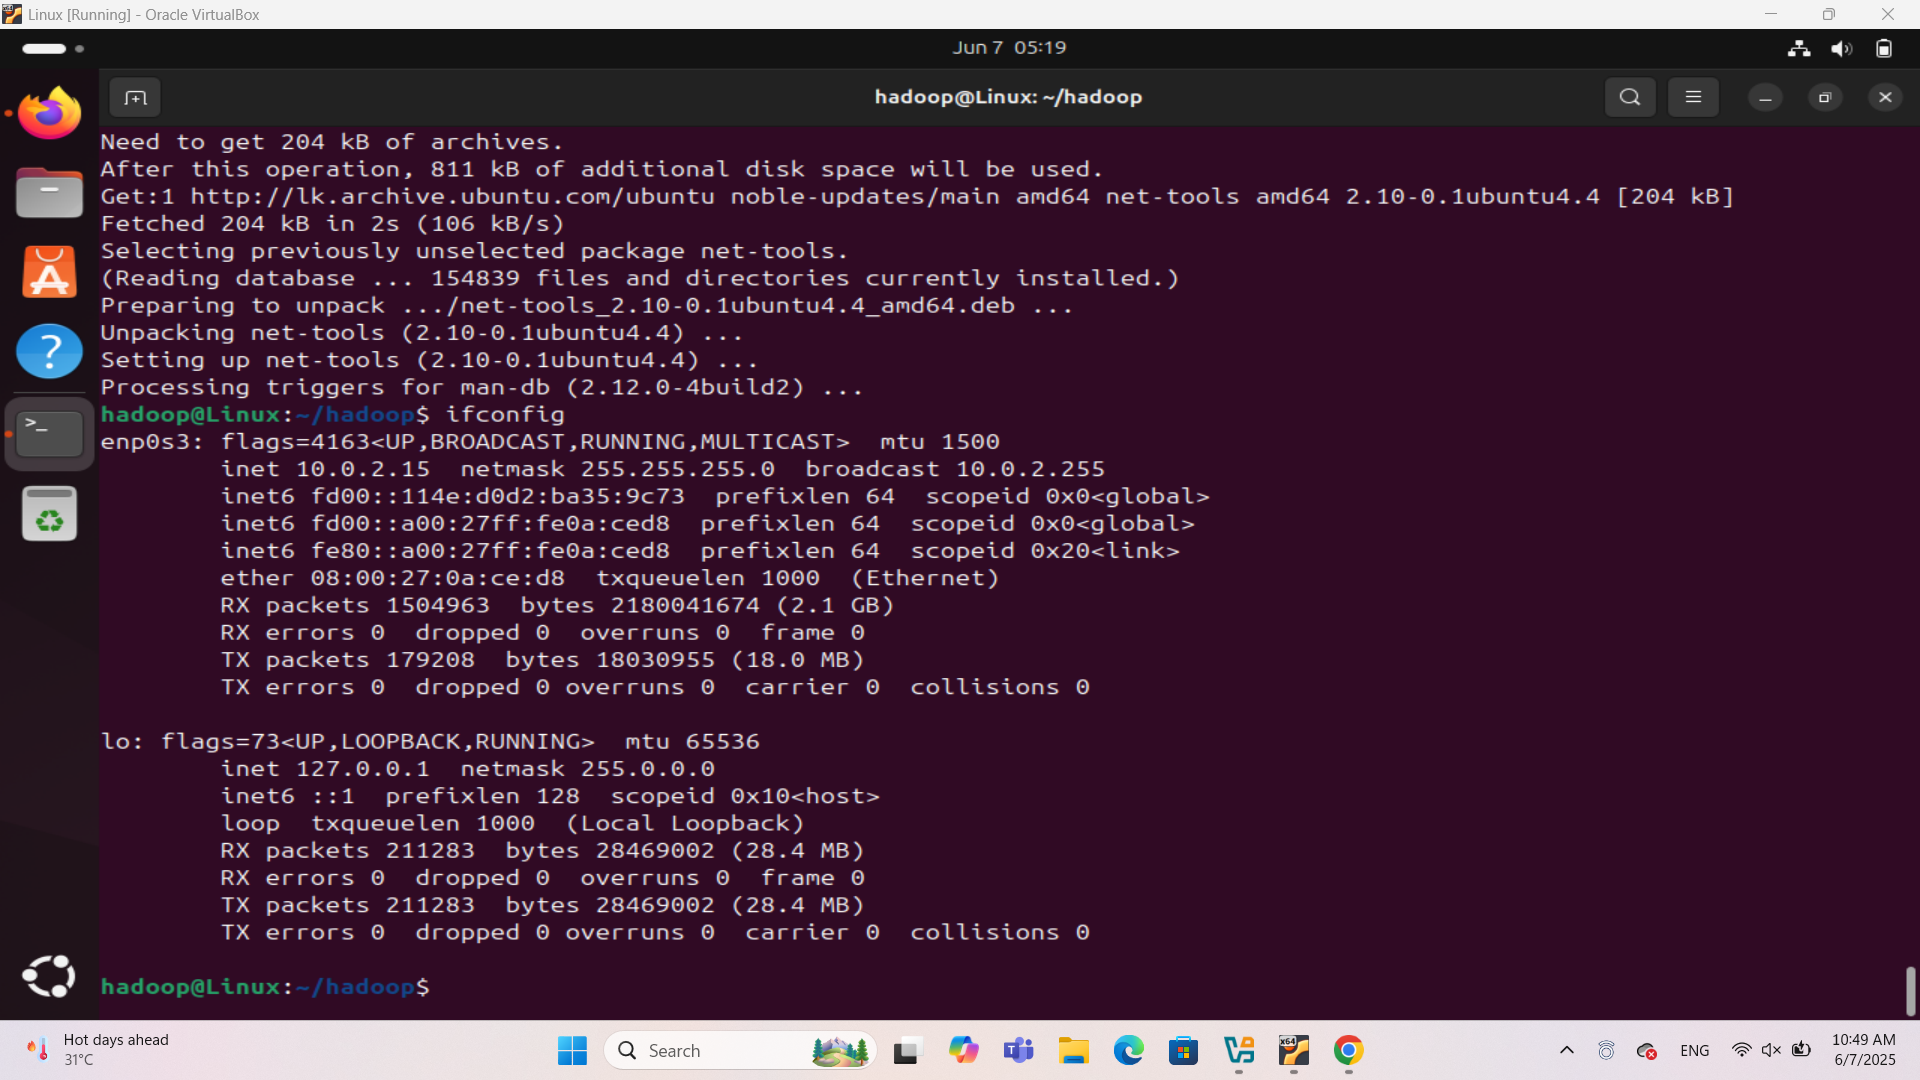 Linux [Running] - Oracle VirtualBox
Jun 7 05:19
hadoop@Linux: ~/hadoop
Need to get 204 kB of archives.
After this operation, 811 kB of additional disk space will be used.
Get:1 http://lk.archive.ubuntu.com/ubuntu noble-updates/main amd64 net-tools amd64 2.10-0.1ubuntu4.4 [204 kB]
Fetched 204 kB in 2s (106 kB/s)
Selecting previously unselected package net-tools.
(Reading database ... 154839 files and directories currently installed.)
Preparing to unpack .../net-tools_2.10-0.1ubuntu4.4_amd64.deb ...
Unpacking net-tools (2.10-0.1ubuntu4.4) ...
Setting up net-tools (2.10-0.1ubuntu4.4) ...
Processing triggers for man-db (2.12.0-4build2) ...
hadoop@Linux:~/hadoop$ ifconfig
enp0s3: flags=4163<UP,BROADCAST,RUNNING,MULTICAST>  mtu 1500
        inet 10.0.2.15  netmask 255.255.255.0  broadcast 10.0.2.255
        inet6 fd00::114e:d0d2:ba35:9c73  prefixlen 64  scopeid 0x0<global>
        inet6 fd00::a00:27ff:fe0a:ced8  prefixlen 64  scopeid 0x0<global>
        inet6 fe80::a00:27ff:fe0a:ced8  prefixlen 64  scopeid 0x20<link>
        ether 08:00:27:0a:ce:d8  txqueuelen 1000  (Ethernet)
        RX packets 1504963  bytes 2180041674 (2.1 GB)
        RX errors 0  dropped 0  overruns 0  frame 0
        TX packets 179208  bytes 18030955 (18.0 MB)
        TX errors 0  dropped 0 overruns 0  carrier 0  collisions 0
lo: flags=73<UP,LOOPBACK,RUNNING>  mtu 65536
        inet 127.0.0.1  netmask 255.0.0.0
        inet6 ::1  prefixlen 128  scopeid 0x10<host>
        loop  txqueuelen 1000  (Local Loopback)
        RX packets 211283  bytes 28469002 (28.4 MB)
        RX errors 0  dropped 0  overruns 0  frame 0
        TX packets 211283  bytes 28469002 (28.4 MB)
        TX errors 0  dropped 0 overruns 0  carrier 0  collisions 0
hadoop@Linux:~/hadoop$
Hot days ahead
31°C
Search
x64
ENG
10:49 AM
6/7/2025